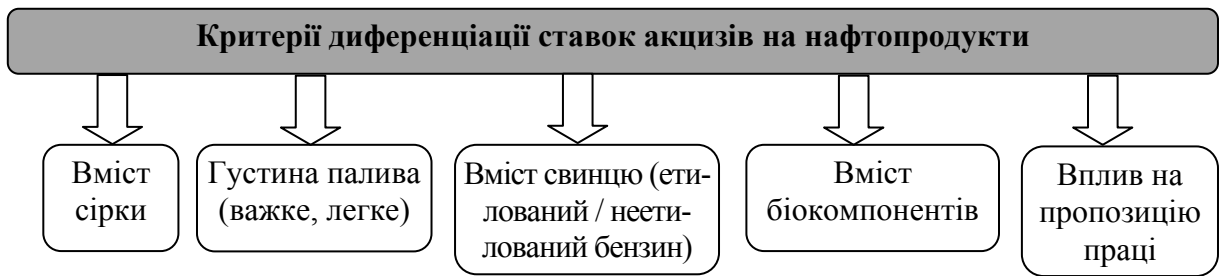 Критерії диференціації ставок акцизів на нафтопродукти
Вміст
сірки
Густина палива
(важке, легке)
Вміст свинцю (ети-
лований / неети-
лований бензин)
Вміст
біокомпонентів
Вплив на
пропозицію
праці